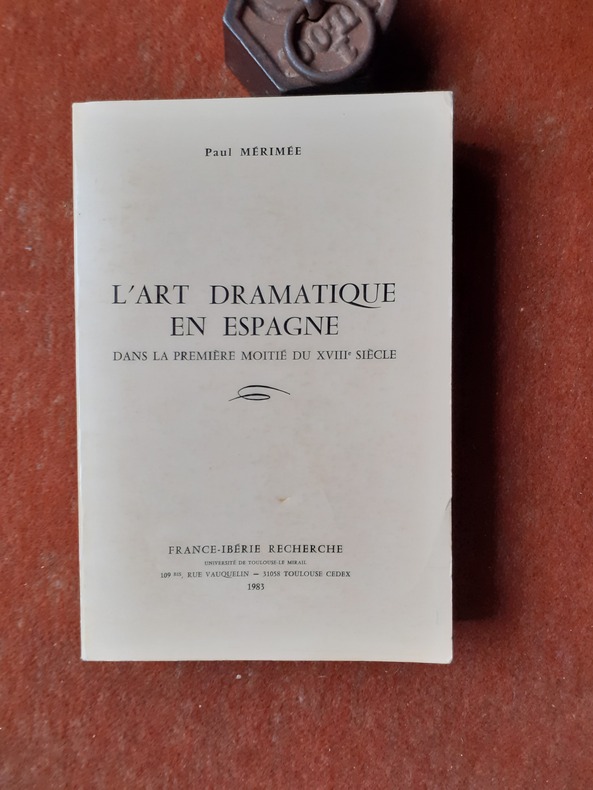 Paul MÉRIMÉE
L'ART DRAMATIQUE
EN ESPAGNE
DANS LA PREMIÈRE MOITIÉ DU XVIIIe SIÈCLE
FRANCE-IBÉRIE RECHERCHE
UNIVERSITÉ DE TOULOUSE-LE MIRAIL
109 BIS, RUE VAUQUELIN — 31058 TOULOUSE CEDEX
1983